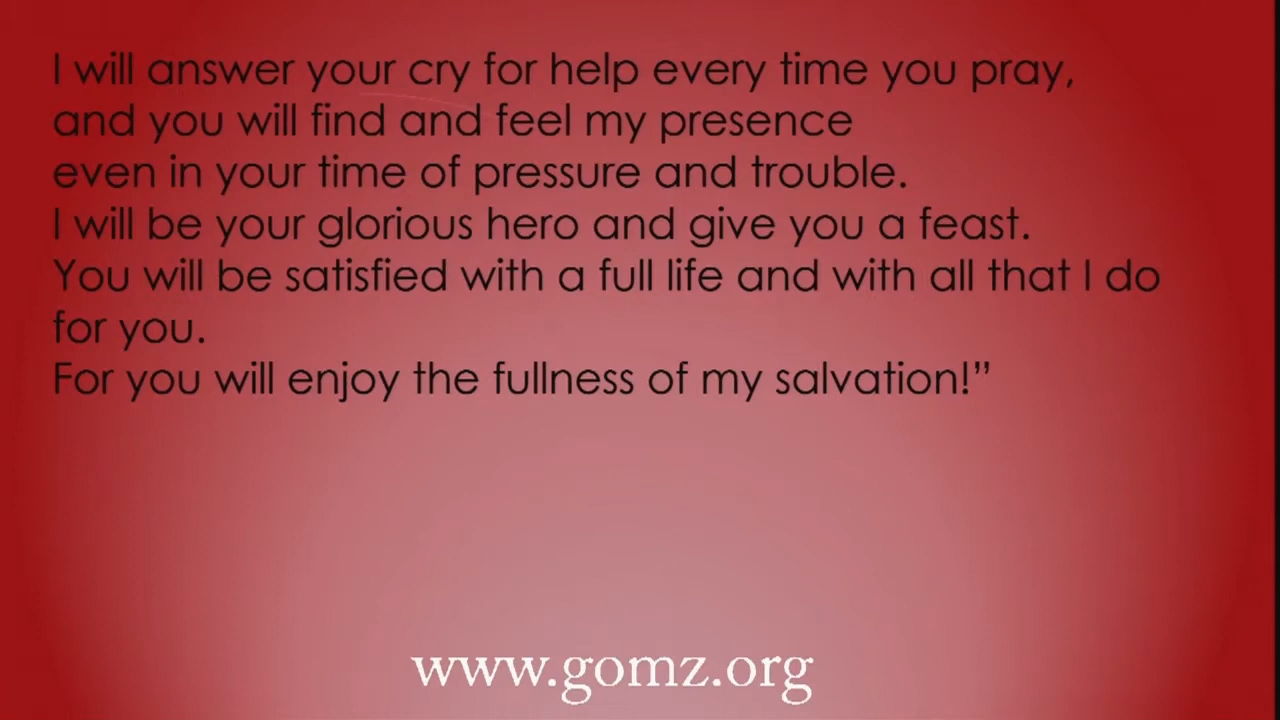 I will answer your cry for help every time you pray,
and you will find and feel my presence
even in your time of pressure and trouble.
I will be your glorious hero and give you a feast.
You will be satisfied with a full life and with all that I do
for you.
For you will enjoy the fullness of my salvation!”
www.gomz.org